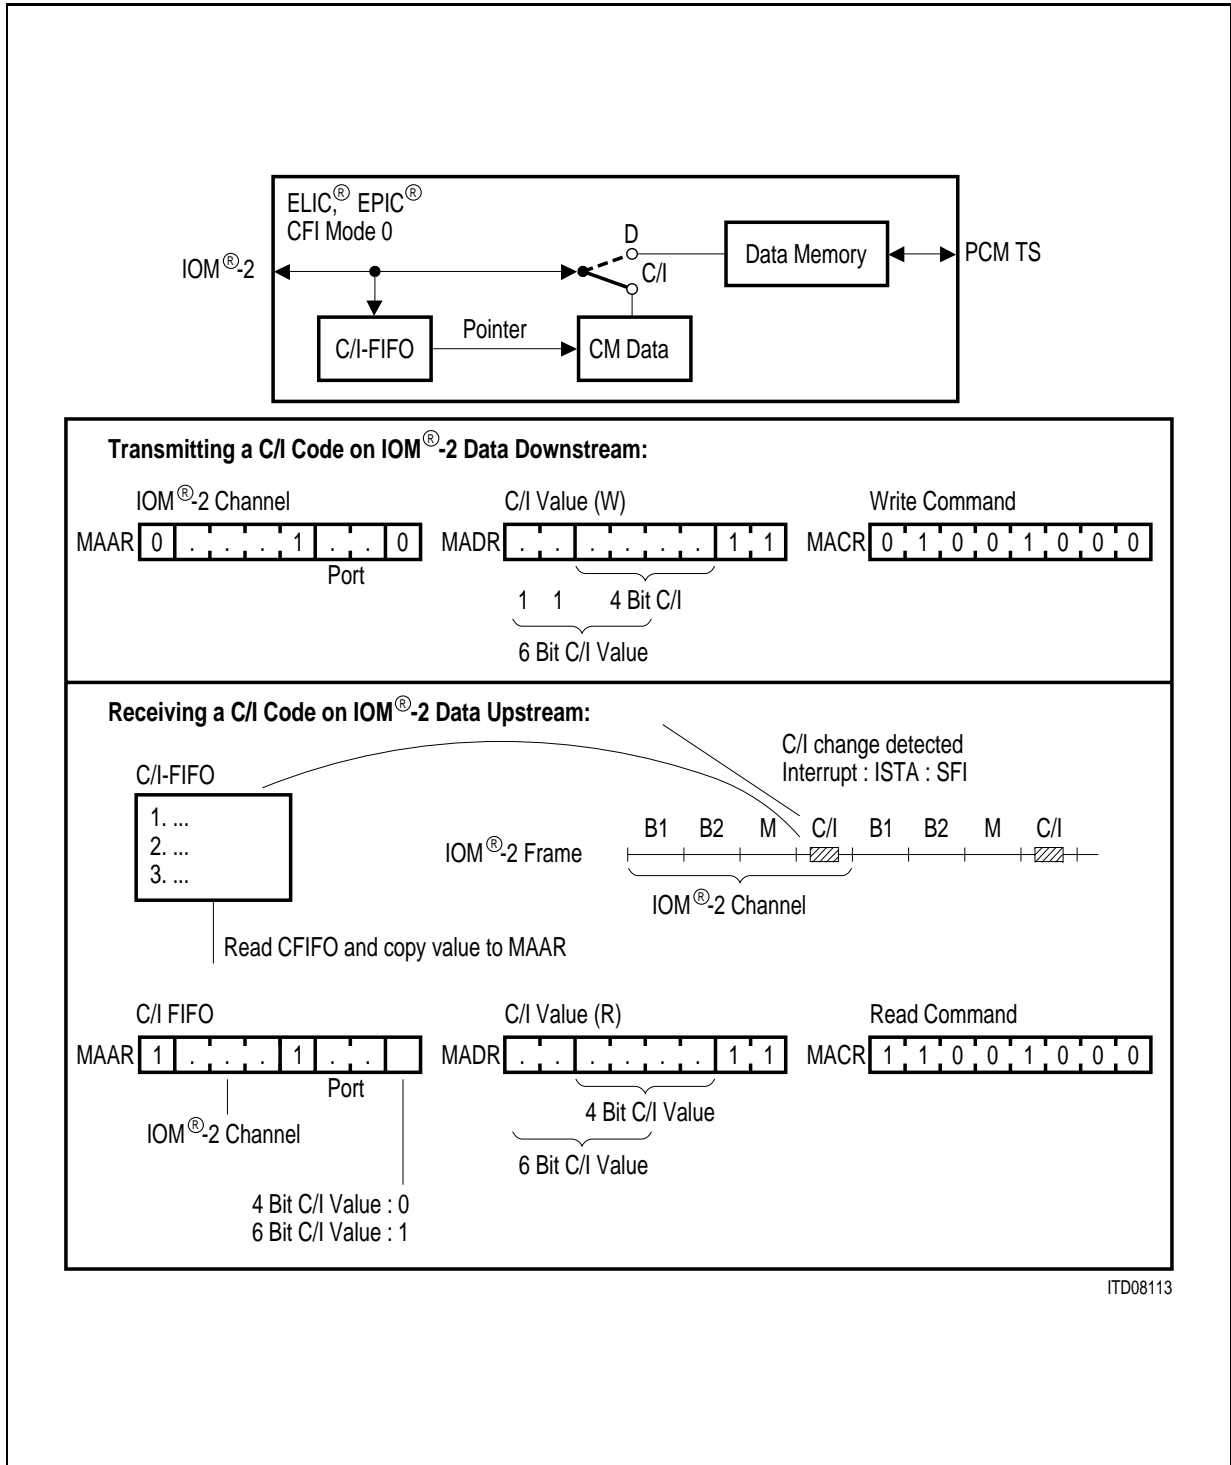 ELIC,® EPIC®
CFI Mode 0
IOM®-2
D
C/I
Data Memory
PCM TS
C/I-FIFO
Pointer
CM Data
Transmitting a C/I Code on IOM®-2 Data Downstream:
IOM®-2 Channel
C/I Value (W)
Write Command
MAAR 0 . . . 1 . . 0
MADR . . . . . . 1 1
MACR 0 1 0 0 1 0 0 0
Port
1 1 4 Bit C/I
6 Bit C/I Value
Receiving a C/I Code on IOM®-2 Data Upstream:
C/I change detected
Interrupt : ISTA : SFI
C/I-FIFO
1. ...
2. ...
3. ...
B1 B2 M C/I B1 B2 M C/I
IOM®-2 Frame
IOM®-2 Channel
Read CFIFO and copy value to MAAR
C/I FIFO
C/I Value (R)
Read Command
MAAR 1 . . . 1 . .
MADR . . . . . . 1 1
MACR 1 1 0 0 1 0 0 0
Port
4 Bit C/I Value
IOM®-2 Channel
6 Bit C/I Value
4 Bit C/I Value : 0
6 Bit C/I Value : 1
ITD08113